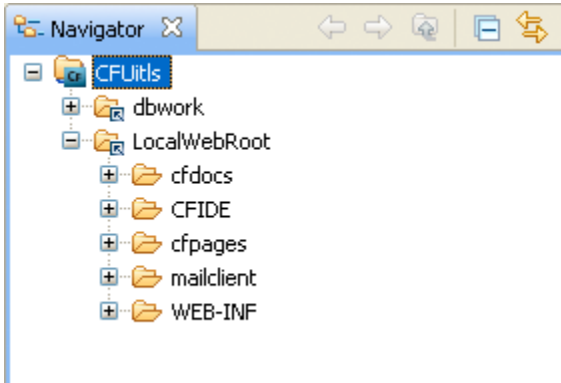 Navigator
CFUitls
dbwork
LocalWebRoot
cfdocs
CFIDE
cfpages
mailclient
WEB-INF